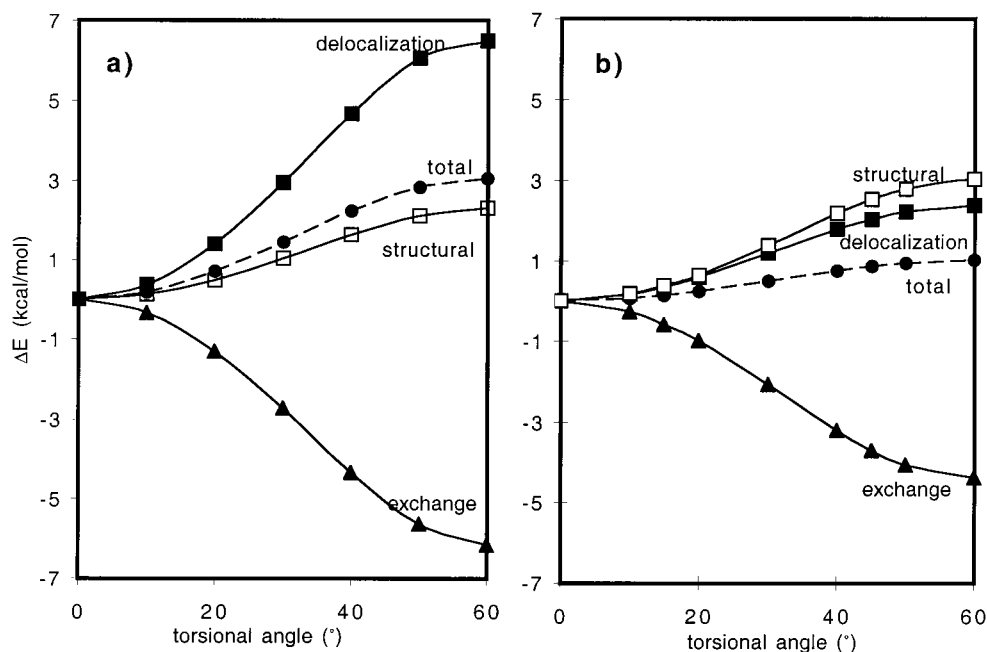 a)
delocalization
total
structural
exchange
7
5
3
1
-1
-3
-5
-7
ΔE (kcal/mol)
0
20
40
60
torsional angle (°)
b)
structural
delocalization
total
exchange
7
5
3
1
-1
-3
-5
-7
0
20
40
60
torsional angle (°)